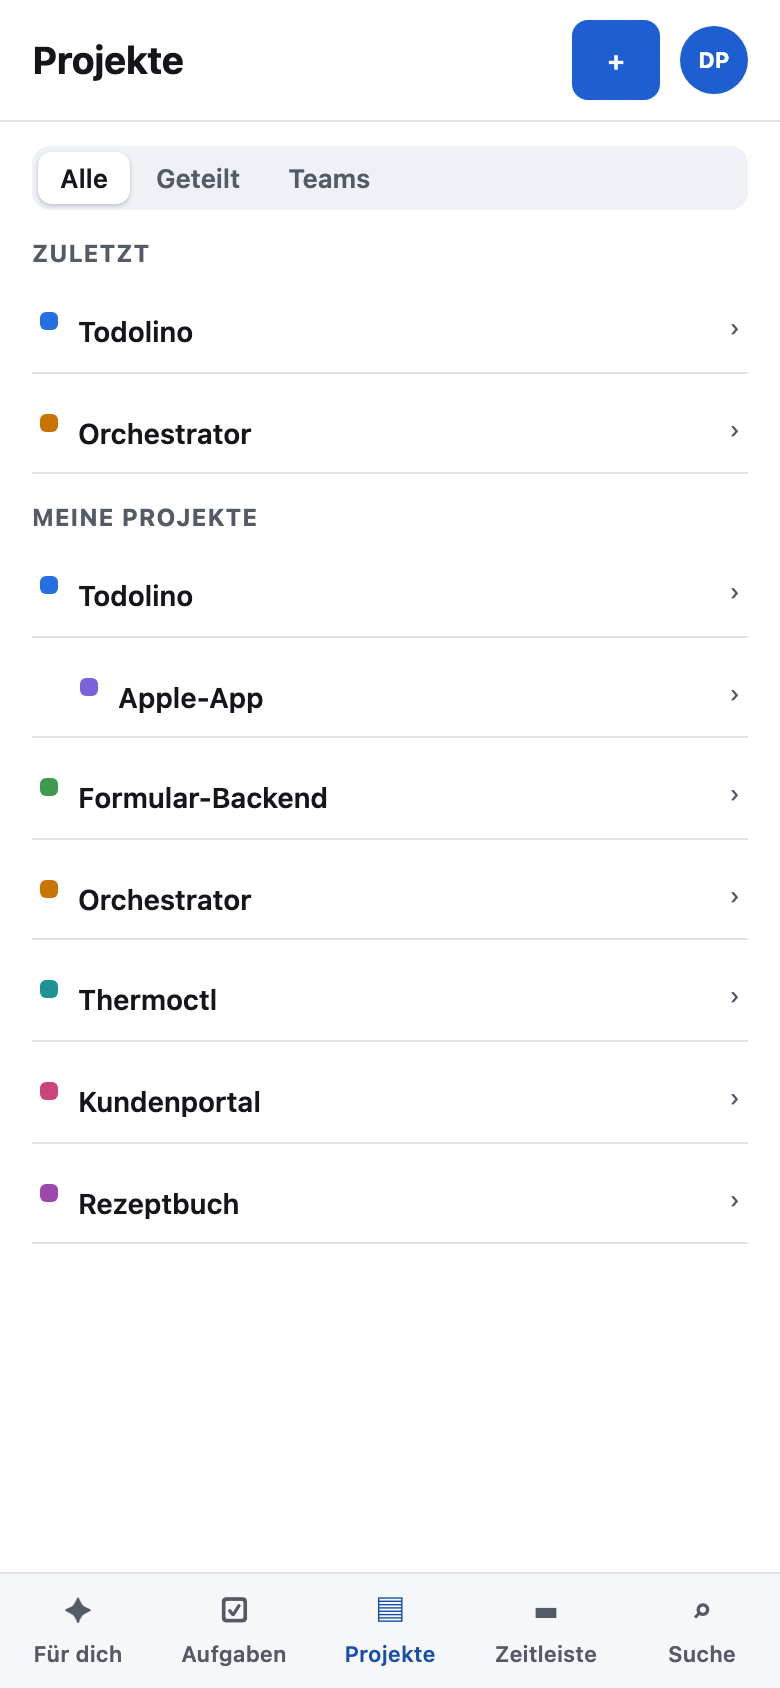 Projekte
+
DP
Alle Geteilt Teams
ZULETZT
Todolino ›
Orchestrator ›
MEINE PROJEKTE
Todolino ›
Apple-App ›
Formular-Backend ›
Orchestrator ›
Thermoctl ›
Kundenportal ›
Rezeptbuch ›
Für dich Aufgaben Projekte Zeitleiste Suche